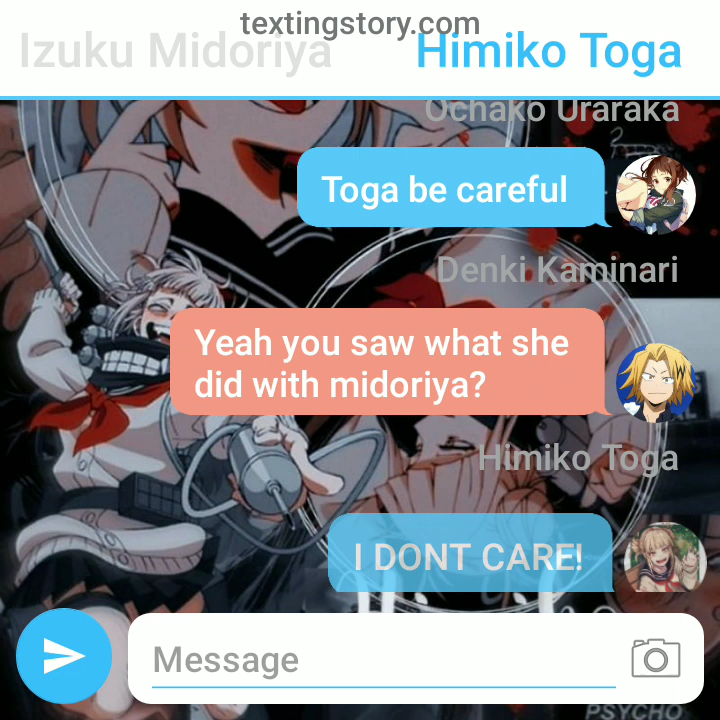 textingstory.com
Izuku Midoriya
Himiko Toga
Ochako Uraraka
Toga be careful
Denki Kaminari
Yeah you saw what she
did with midoriya?
Himiko Toga
I DONT CARE!
Message
PSYCHO